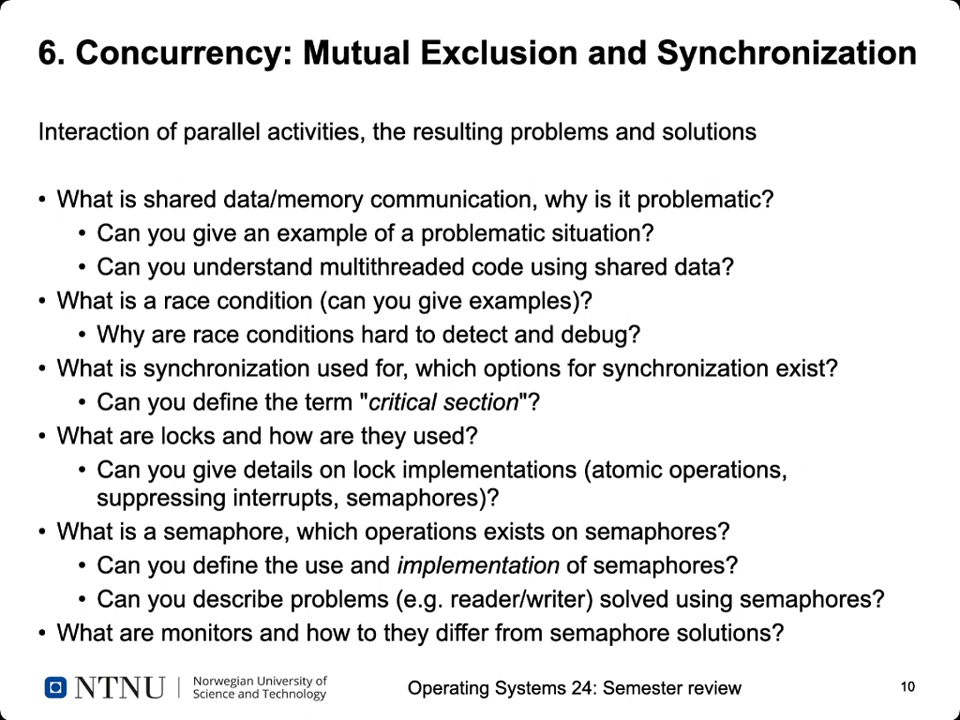 6. Concurrency: Mutual Exclusion and Synchronization
Interaction of parallel activities, the resulting problems and solutions
• What is shared data/memory communication, why is it problematic?
• Can you give an example of a problematic situation?
• Can you understand multithreaded code using shared data?
• What is a race condition (can you give examples)?
• Why are race conditions hard to detect and debug?
• What is synchronization used for, which options for synchronization exist?
• Can you define the term "critical section"?
• What are locks and how are they used?
• Can you give details on lock implementations (atomic operations,
suppressing interrupts, semaphores)?
• What is a semaphore, which operations exists on semaphores?
• Can you define the use and implementation of semaphores?
• Can you describe problems (e.g. reader/writer) solved using semaphores?
• What are monitors and how to they differ from semaphore solutions?
NTNU
Norwegian University of
Science and Technology
Operating Systems 24: Semester review
10